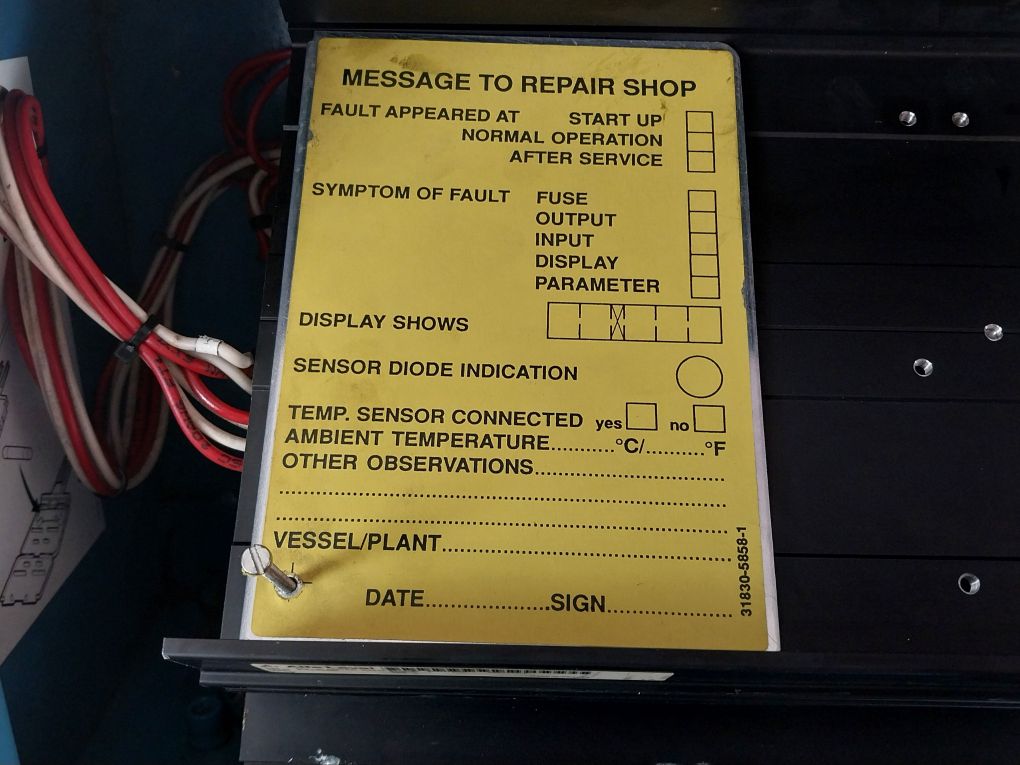 MESSAGE TO REPAIR SHOP
FAULT APPEARED AT START UP
NORMAL OPERATION
AFTER SERVICE
SYMPTOM OF FAULT FUSE
OUTPUT
INPUT
DISPLAY
PARAMETER
DISPLAY SHOWS
SENSOR DIODE INDICATION
TEMP. SENSOR CONNECTED yes no
AMBIENT TEMPERATURE...........°C/..........°F
OTHER OBSERVATIONS.................................
..............................................................................
..............................................................................
VESSEL/PLANT..................................................
DATE.....................SIGN.....................
31830-5858-1